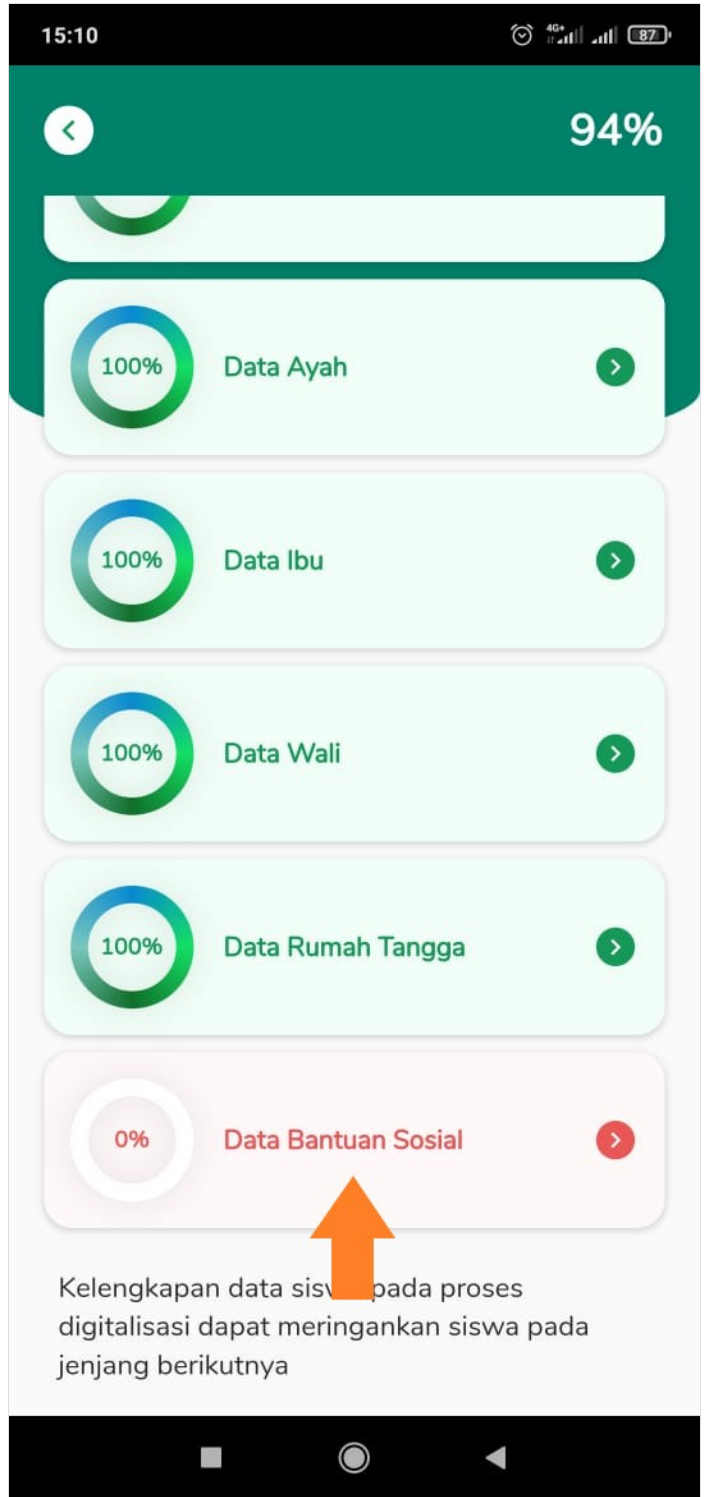 15:10
4G+
87
94%
100%
Data Ayah
100%
Data Ibu
100%
Data Wali
100%
Data Rumah Tangga
0%
Data Bantuan Sosial
Kelengkapan data pada proses
digitalisasi dapat meringankan siswa pada
jenjang berikutnya